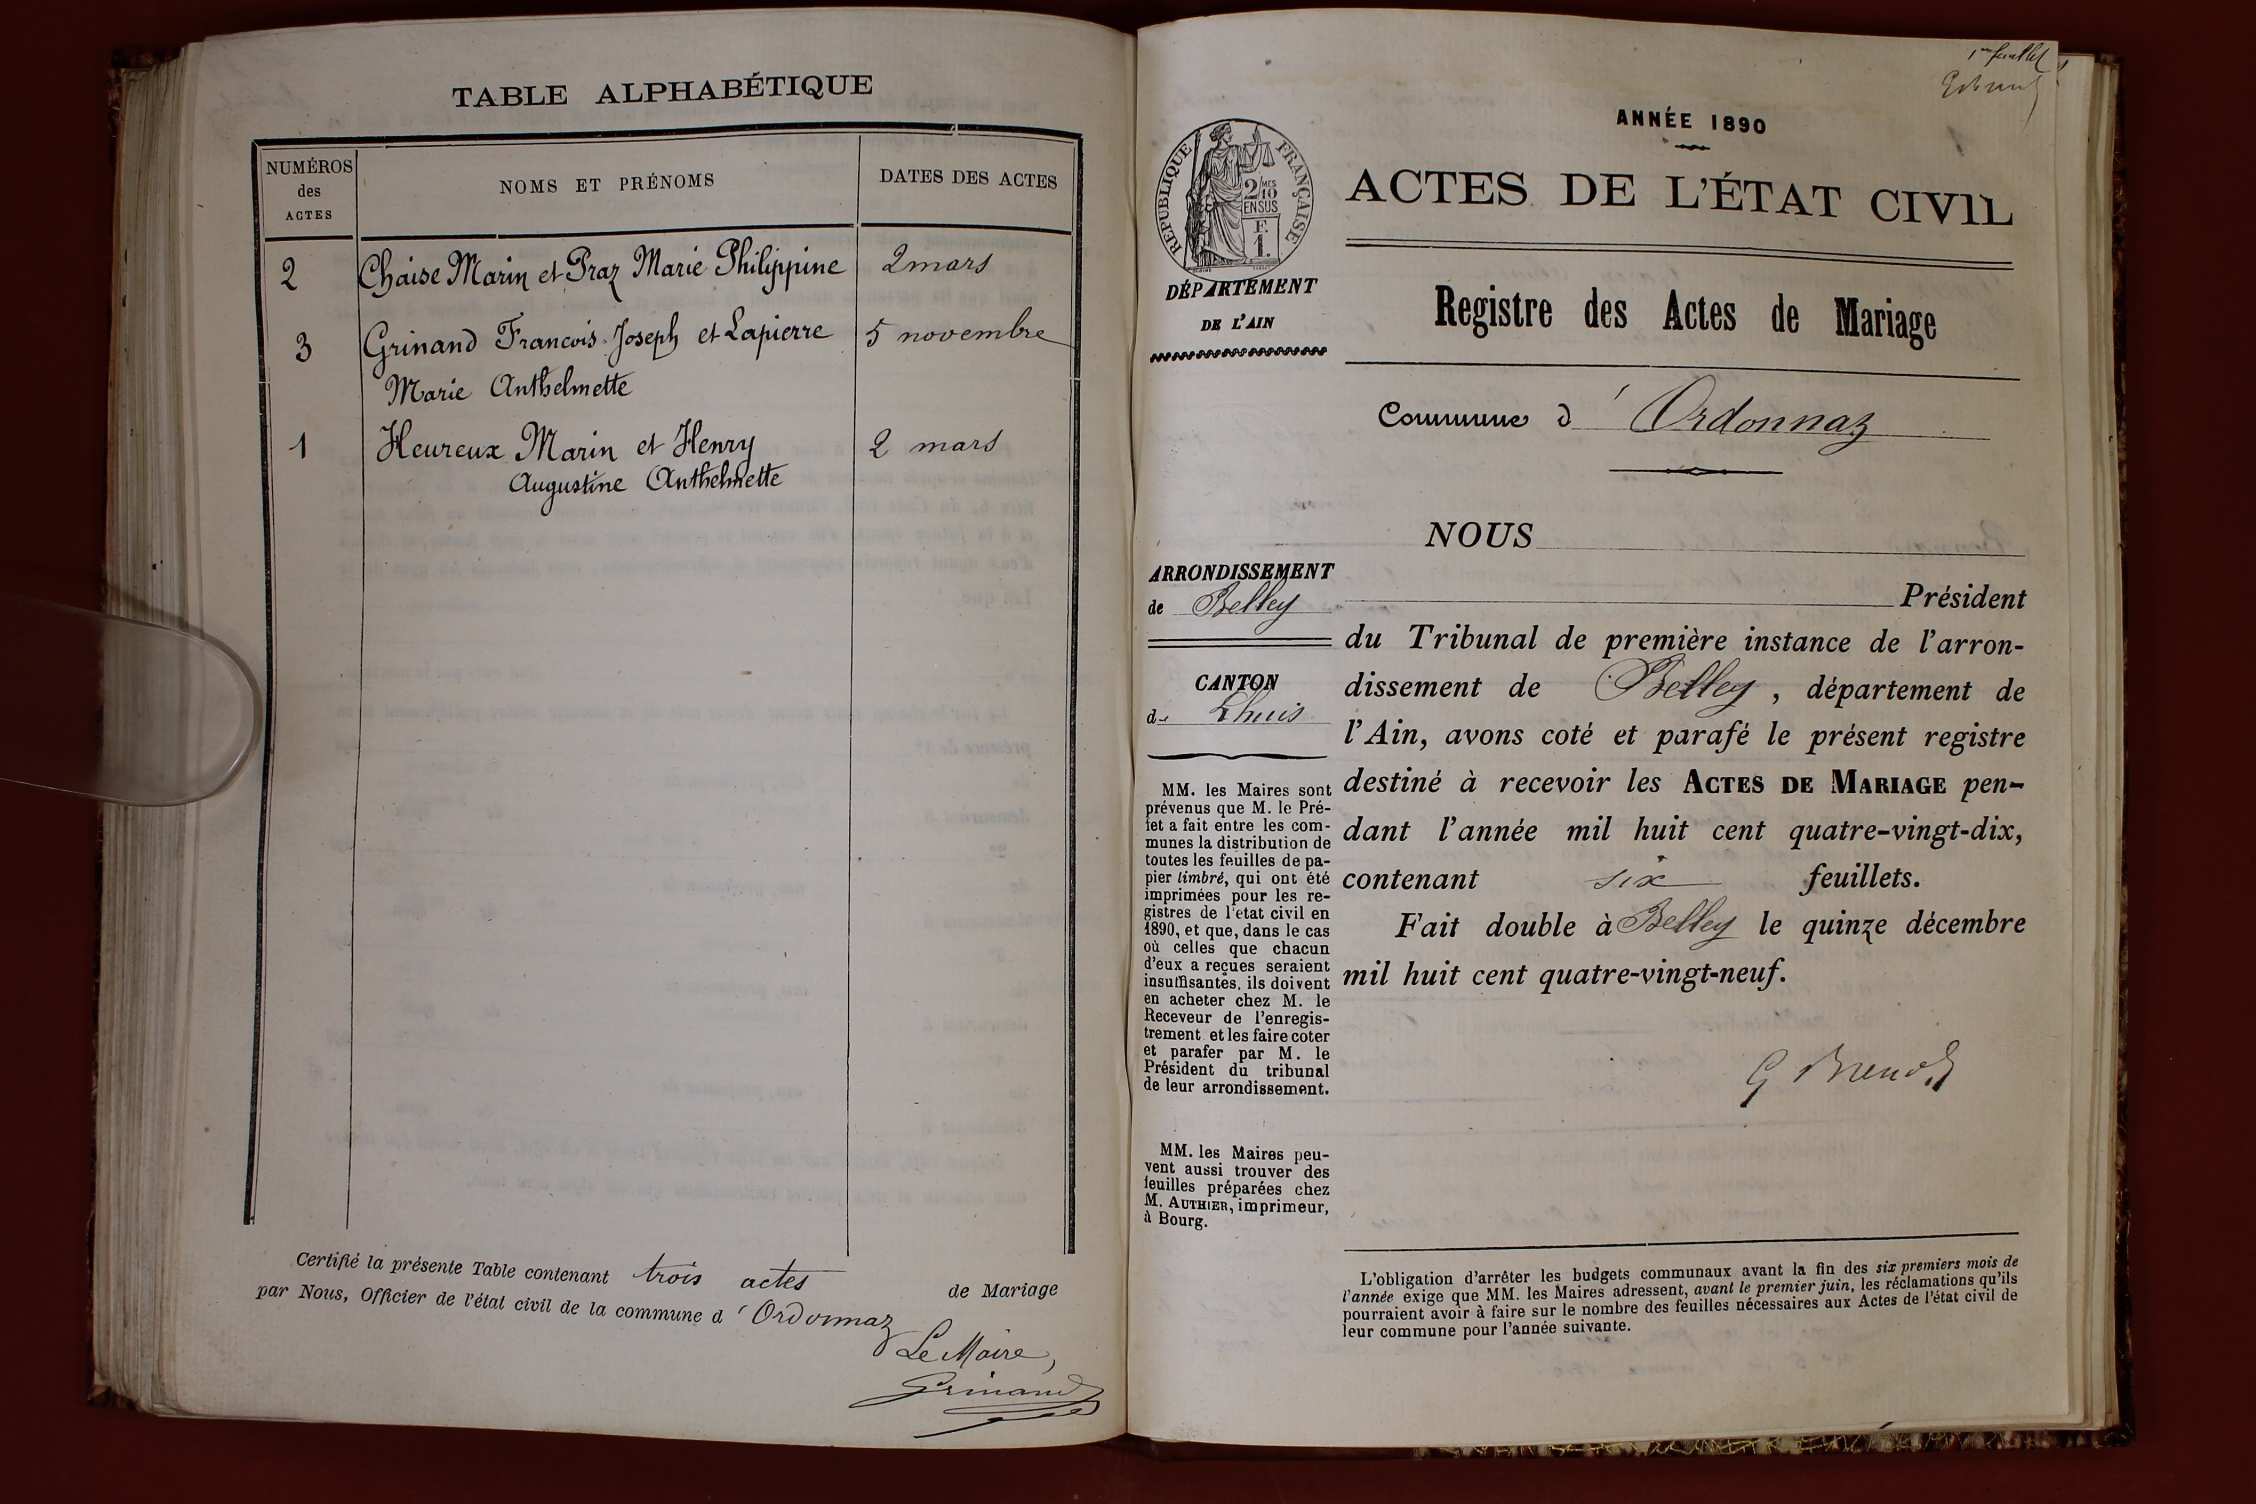 TABLE ALPHABÉTIQUE
NUMÉROS
des
ACTES
NOMS ET PRÉNOMS
DATES DES ACTES
2 Chaise Marin et Praz Marie Philippine 2 mars
3 Grinand Francois Joseph et Lapierre 5 novembre
Marie Anthelmette
1 Heureux Marin et Henry 2 mars
Augustine Anthelmette
Certifié la présente Table contenant trois actes de Mariage
par Nous, Officier de l'état civil de la commune d'Ordonnaz
Le Maire,
Grinand
1er feuillet
ANNÉE 1890
RÉPUBLIQUE FRANÇAISE
2/10 MES
EN SUS
F.
1.
ACTES DE L'ÉTAT CIVIL
DÉPARTEMENT
DE L'AIN
Registre des Actes de Mariage
Commune d'Ordonnaz
ARRONDISSEMENT
de Belley
CANTON
d Lhuis
MM. les Maires sont
prévenus que M. le Pré-
fet a fait entre les com-
munes la distribution de
toutes les feuilles de pa-
pier timbré, qui ont été
imprimées pour les re-
gistres de l'etat civil en
1890, et que, dans le cas
où celles que chacun
d'eux a reçues seraient
insuffisantes, ils doivent
en acheter chez M. le
Receveur de l'enregis-
trement et les faire coter
et parafer par M. le
Président du tribunal
de leur arrondissement.
MM. les Maires peu-
vent aussi trouver des
feuilles préparées chez
M. AUTHIER, imprimeur,
à Bourg.
NOUS
Président
du Tribunal de première instance de l'arron-
dissement de Belley, département de
l'Ain, avons coté et parafé le présent registre
destiné à recevoir les ACTES DE MARIAGE pen-
dant l'année mil huit cent quatre-vingt-dix,
contenant six feuillets.
Fait double à Belley le quinze décembre
mil huit cent quatre-vingt-neuf.
L'obligation d'arrêter les budgets communaux avant la fin des six premiers mois de
l'année exige que MM. les Maires adressent, avant le premier juin, les réclamations qu'ils
pourraient avoir à faire sur le nombre des feuilles nécessaires aux Actes de l'état civil de
leur commune pour l'année suivante.